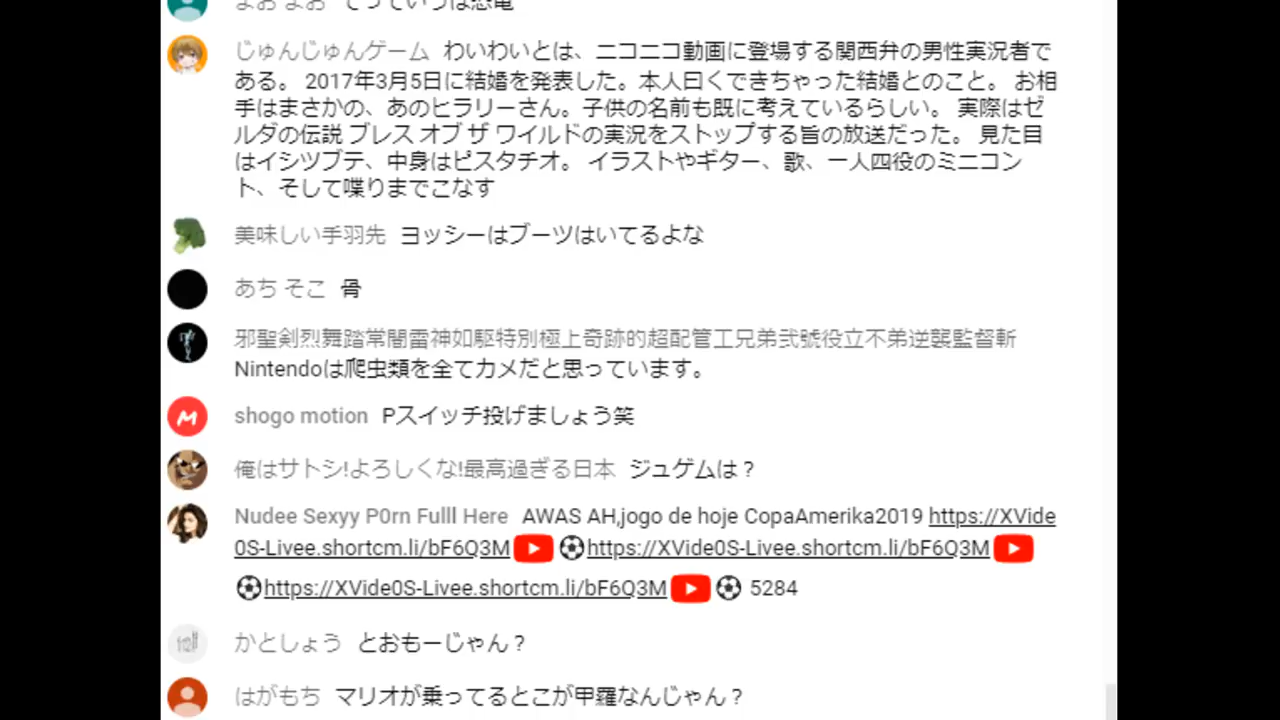 まお まお てっていうは恐竜
じゅんじゅんゲーム わいわいとは、ニコニコ動画に登場する関西弁の男性実況者で
ある。 2017年3月5日に結婚を発表した。本人曰くできちゃった結婚とのこと。 お相
手はまさかの、あのヒラリーさん。子供の名前も既に考えているらしい。 実際はゼ
ルダの伝説 ブレス オブ ザ ワイルドの実況をストップする旨の放送だった。 見た目
はイシツブテ、中身はピスタチオ。 イラストやギター、歌、一人四役のミニコン
ト、そして喋りまでこなす
美味しい手羽先 ヨッシーはブーツはいてるよな
あち そこ 骨
邪聖剣烈舞踏常闇雷神如駆特別極上奇跡的超配管工兄弟弐號役立不弟逆襲監督斬
Nintendoは爬虫類を全てカメだと思っています。
shogo motion Pスイッチ投げましょう笑
俺はサトシ!よろしくな!最高過ぎる日本 ジュゲムは？
Nudee Sexyy P0rn Fulll Here AWAS AH,jogo de hoje CopaAmerika2019 https://XVide
0S-Livee.shortcm.li/bF6Q3M https://XVide0S-Livee.shortcm.li/bF6Q3M
https://XVide0S-Livee.shortcm.li/bF6Q3M 5284
かとしょう とおもーじゃん？
はがもち マリオが乗ってるとこが甲羅なんじゃん？